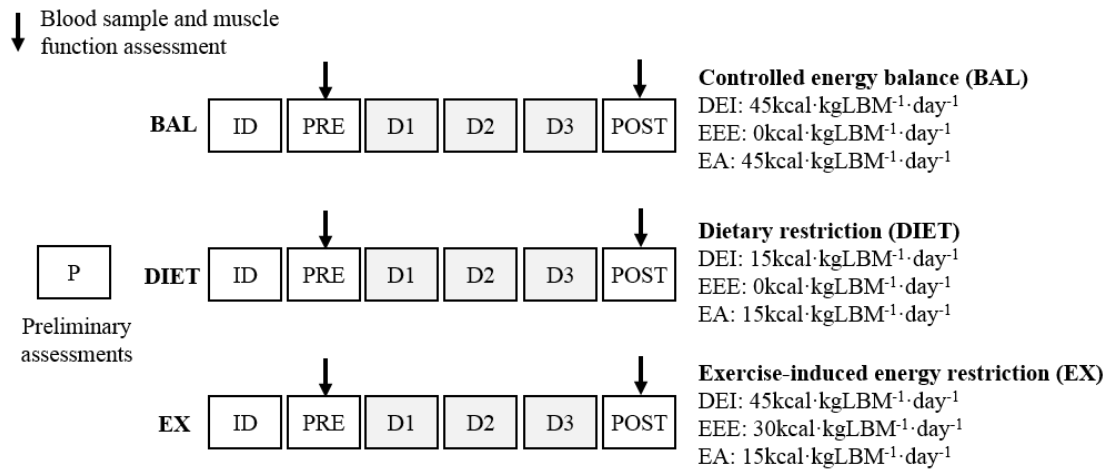 Blood sample and muscle
function assessment
BAL ID PRE D1 D2 D3 POST
Controlled energy balance (BAL)
DEI: 45kcal·kgLBM⁻¹·day⁻¹
EEE: 0kcal·kgLBM⁻¹·day⁻¹
EA: 45kcal·kgLBM⁻¹·day⁻¹
P
Preliminary
assessments
DIET ID PRE D1 D2 D3 POST
Dietary restriction (DIET)
DEI: 15kcal·kgLBM⁻¹·day⁻¹
EEE: 0kcal·kgLBM⁻¹·day⁻¹
EA: 15kcal·kgLBM⁻¹·day⁻¹
EX ID PRE D1 D2 D3 POST
Exercise-induced energy restriction (EX)
DEI: 45kcal·kgLBM⁻¹·day⁻¹
EEE: 30kcal·kgLBM⁻¹·day⁻¹
EA: 15kcal·kgLBM⁻¹·day⁻¹